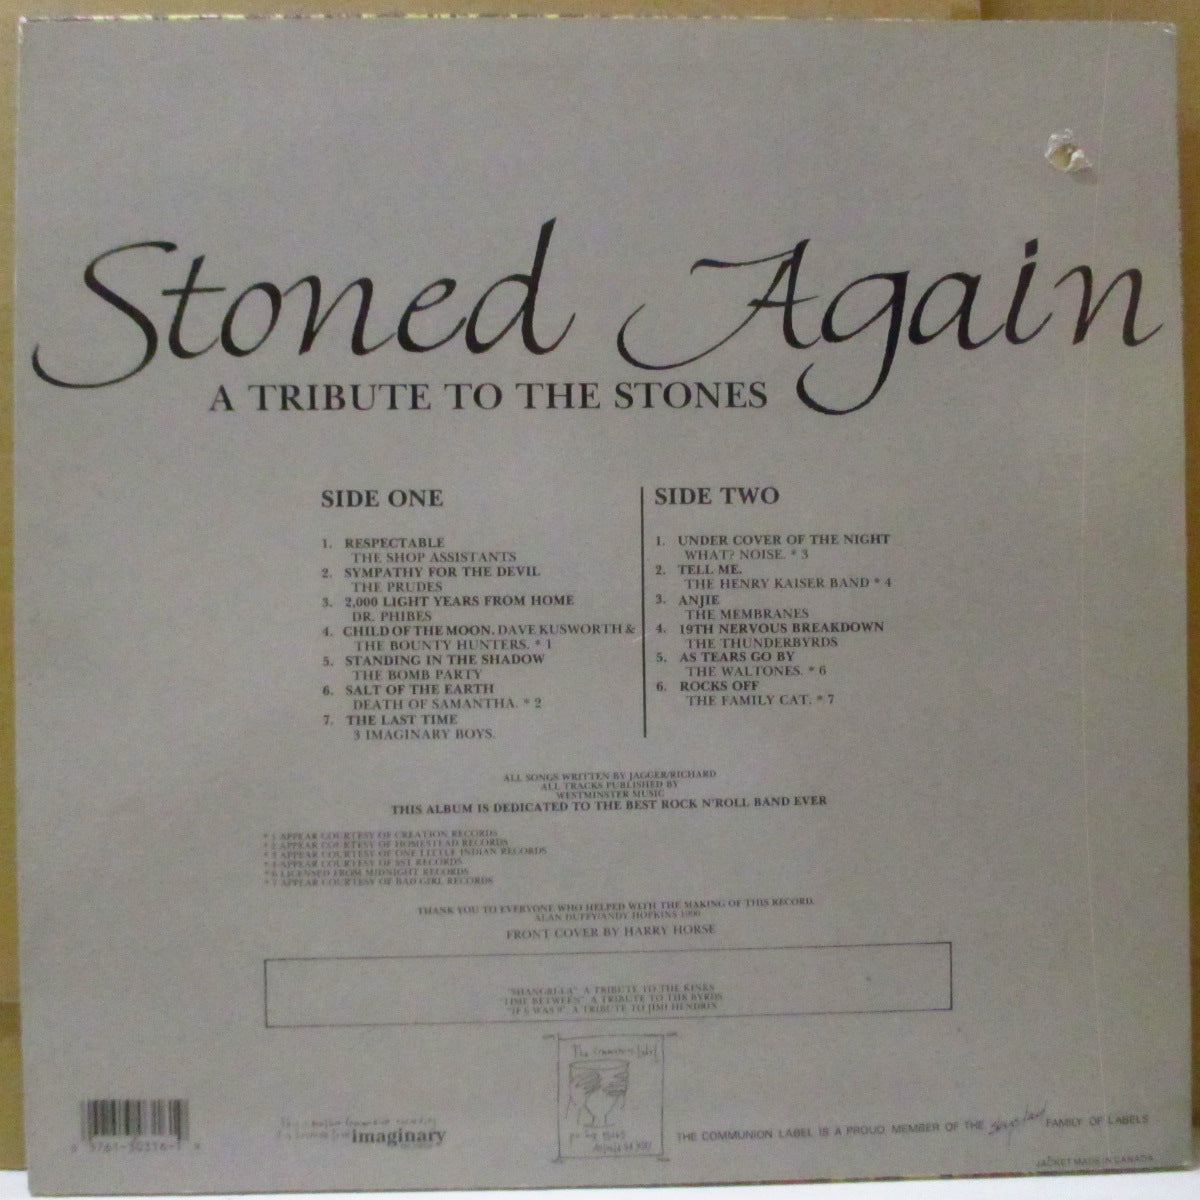 Stoned Again
A TRIBUTE TO THE STONES
SIDE ONE
1. RESPECTABLE
THE SHOP ASSISTANTS
2. SYMPATHY FOR THE DEVIL
THE PRUDES
3. 2,000 LIGHT YEARS FROM HOME
DR. PHIBES
4. CHILD OF THE MOON. DAVE KUSWORTH &
THE BOUNTY HUNTERS. * 1
5. STANDING IN THE SHADOW
THE BOMB PARTY
6. SALT OF THE EARTH
DEATH OF SAMANTHA. * 2
7. THE LAST TIME
3 IMAGINARY BOYS.
SIDE TWO
1. UNDER COVER OF THE NIGHT
WHAT? NOISE. * 3
2. TELL ME.
THE HENRY KAISER BAND * 4
3. ANJIE
THE MEMBRANES
4. 19TH NERVOUS BREAKDOWN
THE THUNDERBYRDS
5. AS TEARS GO BY
THE WALTONES. * 6
6. ROCKS OFF
THE FAMILY CAT. * 7
ALL SONGS WRITTEN BY JAGGER/RICHARD
ALL TRACKS PUBLISHED BY
WESTMINSTER MUSIC
THIS ALBUM IS DEDICATED TO THE BEST ROCK N'ROLL BAND EVER
* 1 APPEAR COURTESY OF CREATION RECORDS
* 2 APPEAR COURTESY OF HOMESTEAD RECORDS
* 3 APPEAR COURTESY OF ONE LITTLE INDIAN RECORDS
* 4 APPEAR COURTESY OF SST RECORDS
* 6 LICENSED FROM MIDNIGHT RECORDS
* 7 APPEAR COURTESY OF BAD GIRL RECORDS
THANK YOU TO EVERYONE WHO HELPED WITH THE MAKING OF THIS RECORD.
ALAN DUFFY/ANDY HOPKINS 1990
FRONT COVER BY HARRY HORSE
"SHANGRI-LA" A TRIBUTE TO THE KINKS
"TIME BETWEEN" A TRIBUTE TO THE BYRDS
"IF 6 WAS 9" A TRIBUTE TO JIMI HENDRIX
The Communion Label
imaginary
THE COMMUNION LABEL IS A PROUD MEMBER OF THE FAMILY OF LABELS
JACKET MADE IN CANADA